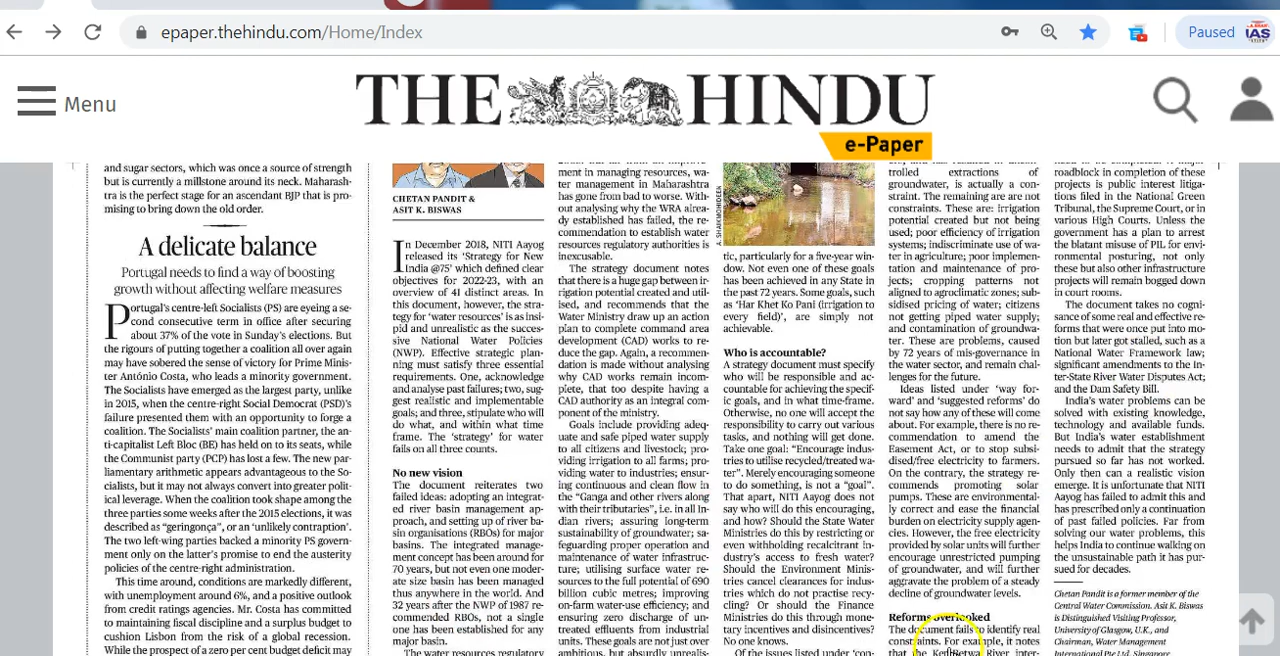 epaper.thehindu.com/Home/Index
Paused
IAS
Menu
THE HINDU
e-Paper
and sugar sectors, which was once a source of strength
but is currently a millstone around its neck. Maharash-
tra is the perfect stage for an ascendant BJP that is pro-
mising to bring down the old order.
A delicate balance
Portugal needs to find a way of boosting
growth without affecting welfare measures
Portugal's centre-left Socialists (PS) are eyeing a se-
cond consecutive term in office after securing
about 37% of the vote in Sunday's elections. But
the rigours of putting together a coalition all over again
may have sobered the sense of victory for Prime Minis-
ter António Costa, who leads a minority government.
The Socialists have emerged as the largest party, unlike
in 2015, when the centre-right Social Democrat (PSD)'s
failure presented them with an opportunity to forge a
coalition. The Socialists' main coalition partner, the an-
ti-capitalist Left Bloc (BE) has held on to its seats, while
the Communist party (PCP) has lost a few. The new par-
liamentary arithmetic appears advantageous to the So-
cialists, but it may not always convert into greater polit-
ical leverage. When the coalition took shape among the
three parties some weeks after the 2015 elections, it was
described as "geringonça", or an 'unlikely contraption'.
The two left-wing parties backed a minority PS govern-
ment only on the latter's promise to end the austerity
policies of the centre-right administration.
This time around, conditions are markedly different,
with unemployment around 6%, and a positive outlook
from credit ratings agencies. Mr. Costa has committed
to maintaining fiscal discipline and a surplus budget to
cushion Lisbon from the risk of a global recession.
While the prospect of a zero per cent budget deficit may
CHETAN PANDIT &
ASIT K. BISWAS
In December 2018, NITI Aayog
released its 'Strategy for New
India @75' which defined clear
objectives for 2022-23, with an
overview of 41 distinct areas. In
this document, however, the stra-
tegy for 'water resources' is as insi-
pid and unrealistic as the succes-
sive National Water Policies
(NWP). Effective strategic plan-
ning must satisfy three essential
requirements. One, acknowledge
and analyse past failures; two, sug-
gest realistic and implementable
goals; and three, stipulate who will
do what, and within what time
frame. The 'strategy' for water
fails on all three counts.
No new vision
The document reiterates two
failed ideas: adopting an integrat-
ed river basin management ap-
proach, and setting up of river ba-
sin organisations (RBOs) for major
basins. The integrated manage-
ment concept has been around for
70 years, but not even one moder-
ate size basin has been managed
thus anywhere in the world. And
32 years after the NWP of 1987 re-
commended RBOs, not a single
one has been established for any
major basin.
The water resources regulatory
ment in managing resources, wa-
ter management in Maharashtra
has gone from bad to worse. With-
out analysing why the WRA alrea-
dy established has failed, the re-
commendation to establish water
resources regulatory authorities is
inexcusable.
The strategy document notes
that there is a huge gap between ir-
rigation potential created and util-
ised, and recommends that the
Water Ministry draw up an action
plan to complete command area
development (CAD) works to re-
duce the gap. Again, a recommen-
dation is made without analysing
why CAD works remain incom-
plete, that too despite having a
CAD authority as an integral com-
ponent of the ministry.
Goals include providing adeq-
uate and safe piped water supply
to all citizens and livestock; pro-
viding irrigation to all farms; pro-
viding water to industries; ensur-
ing continuous and clean flow in
the "Ganga and other rivers along
with their tributaries", i.e. in all In-
dian rivers; assuring long-term
sustainability of groundwater; sa-
feguarding proper operation and
maintenance of water infrastruc-
ture; utilising surface water re-
sources to the full potential of 690
billion cubic metres; improving
on-farm water-use efficiency; and
ensuring zero discharge of un-
treated effluents from industrial
units. These goals are not just over
ambitious, but absurdly unrealis-
A. SHAIKMOHIDEEN
tic, particularly for a five-year win-
dow. Not even one of these goals
has been achieved in any State in
the past 72 years. Some goals, such
as 'Har Khet Ko Pani (irrigation to
every field)', are simply not
achievable.
Who is accountable?
A strategy document must specify
who will be responsible and ac-
countable for achieving the specif-
ic goals, and in what time-frame.
Otherwise, no one will accept the
responsibility to carry out various
tasks, and nothing will get done.
Take one goal: "Encourage indus-
tries to utilise recycled/treated wa-
ter". Merely encouraging someone
to do something, is not a "goal".
That apart, NITI Aayog does not
say who will do this encouraging,
and how? Should the State Water
Ministries do this by restricting or
even withholding recalcitrant in-
dustry's access to fresh water?
Should the Environment Minis-
tries cancel clearances for indus-
tries which do not practise recy-
cling? Or should the Finance
Ministries do this through mone-
tary incentives and disincentives?
No one knows.
Of the issues listed under 'con-
trolled extractions of
groundwater, is actually a con-
straint. The remaining are are not
constraints. These are: irrigation
potential created but not being
used; poor efficiency of irrigation
systems; indiscriminate use of wa-
ter in agriculture; poor implemen-
tation and maintenance of pro-
jects; cropping patterns not
aligned to agroclimatic zones; sub-
sidised pricing of water; citizens
not getting piped water supply;
and contamination of groundwa-
ter. These are problems, caused
by 72 years of mis-governance in
the water sector, and remain chal-
lenges for the future.
Ideas listed under 'way for-
ward' and 'suggested reforms' do
not say how any of these will come
about. For example, there is no re-
commendation to amend the
Easement Act, or to stop subsi-
dised/free electricity to farmers.
On the contrary, the strategy re-
commends promoting solar
pumps. These are environmental-
ly correct and ease the financial
burden on electricity supply agen-
cies. However, the free electricity
provided by solar units will further
encourage unrestricted pumping
of groundwater, and will further
aggravate the problem of a steady
decline of groundwater levels.
Reforms overlooked
The document fails to identify real
constraints. For example, it notes
that the Ken-Betwa River inter-
roadblock in completion of these
projects is public interest litiga-
tions filed in the National Green
Tribunal, the Supreme Court, or in
various High Courts. Unless the
government has a plan to arrest
the blatant misuse of PIL for envi-
ronmental posturing, not only
these but also other infrastructure
projects will remain bogged down
in court rooms.
The document takes no cogni-
sance of some real and effective re-
forms that were once put into mo-
tion but later got stalled, such as a
National Water Framework law;
significant amendments to the in-
ter-State River Water Disputes Act;
and the Dam Safety Bill.
India's water problems can be
solved with existing knowledge,
technology and available funds.
But India's water establishment
needs to admit that the strategy
pursued so far has not worked.
Only then can a realistic vision
emerge. It is unfortunate that NITI
Aayog has failed to admit this and
has prescribed only a continuation
of past failed policies. Far from
solving our water problems, this
helps India to continue walking on
the unsustainable path it has pur-
sued for decades.
Chetan Pandit is a former member of the
Central Water Commission. Asit K. Biswas
is Distinguished Visiting Professor,
University of Glasgow, U.K., and
Chairman, Water Management
International Pte Ltd, Singapore